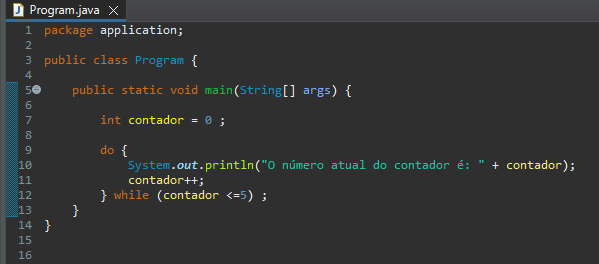 Program.java
1 package application;
2
3 public class Program {
4
5 public static void main(String[] args) {
6
7 int contador = 0 ;
8
9 do {
10 System.out.println("O número atual do contador é: " + contador);
11 contador++;
12 } while (contador <=5) ;
13 }
14 }
15
16